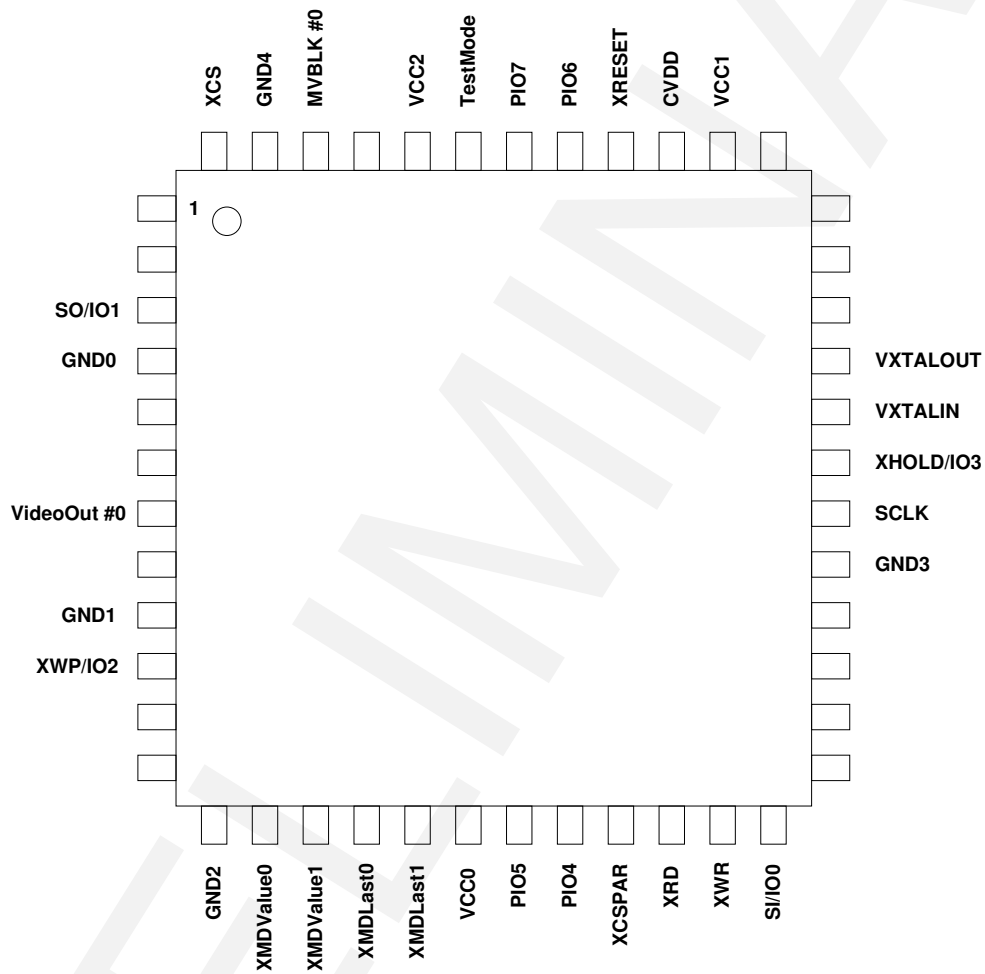 XCS
GND4
MVBLK #0
VCC2
TestMode
PIO7
PIO6
XRESET
CVDD
VCC1
1
SO/IO1
GND0
VideoOut #0
GND1
XWP/IO2
VXTALOUT
VXTALIN
XHOLD/IO3
SCLK
GND3
GND2
XMDValue0
XMDValue1
XMDLast0
XMDLast1
VCC0
PIO5
PIO4
XCSPAR
XRD
XWR
SI/IO0
ELIMINA